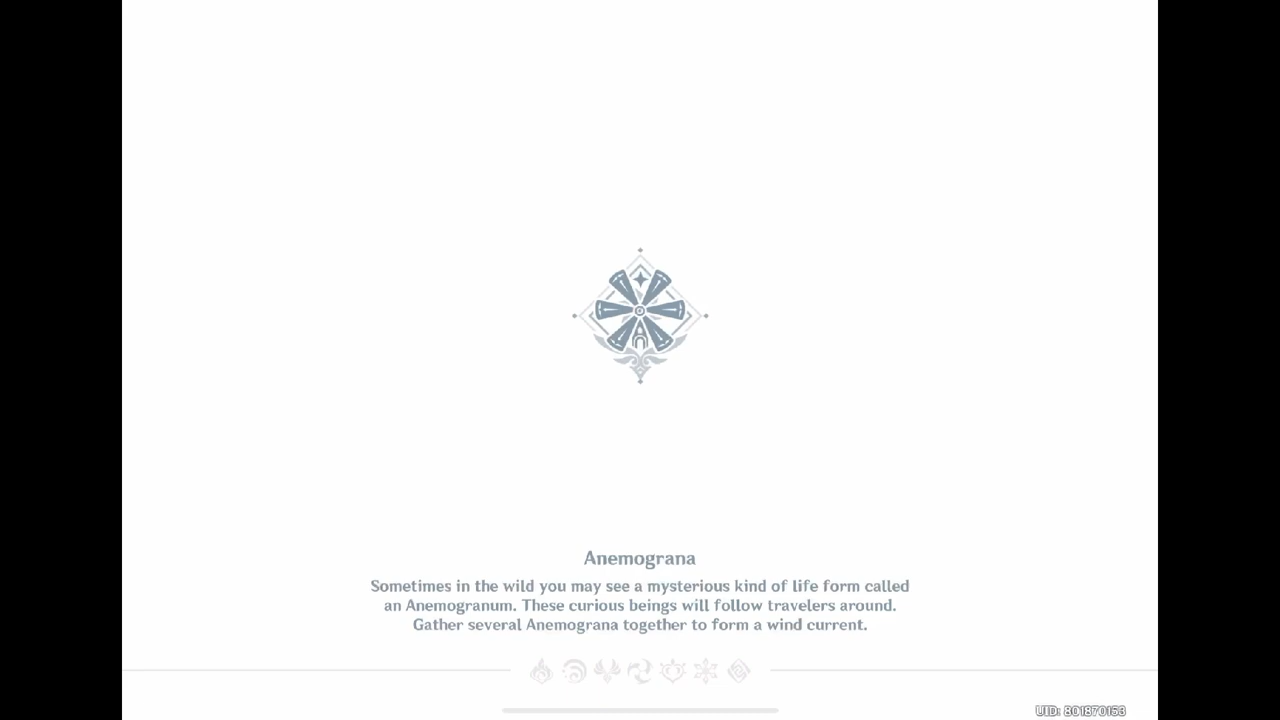 Anemograna
Sometimes in the wild you may see a mysterious kind of life form called
an Anemogranum. These curious beings will follow travelers around.
Gather several Anemograna together to form a wind current.
UID: 801870153